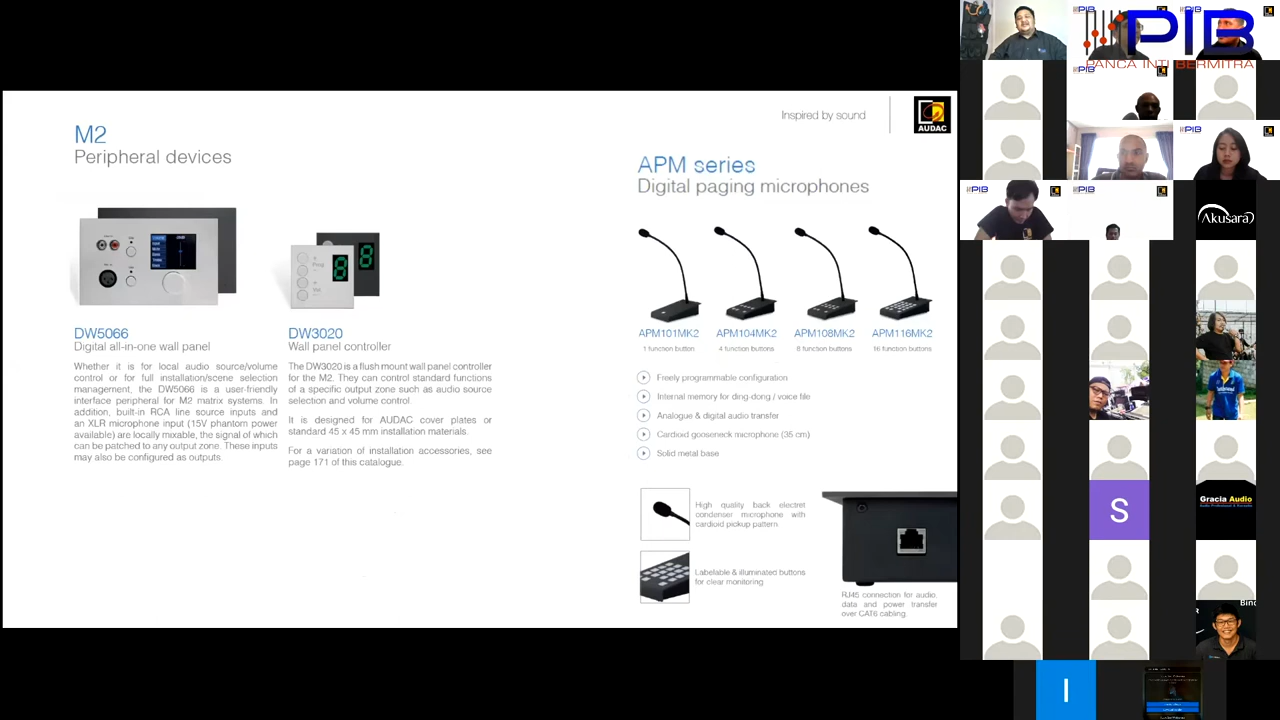 M2
Peripheral devices
DW5066
Digital all-in-one wall panel
Whether it is for local audio source/volume
control or for full installation/scene selection
management, the DW5066 is a user-friendly
interface peripheral for M2 matrix systems. In
addition, built-in RCA line source inputs and
an XLR microphone input (15V phantom power
available) are locally mixable, the signal of which
can be patched to any output zone. These inputs
may also be configured as outputs.
DW3020
Wall panel controller
The DW3020 is a flush mount wall panel controller
for the M2. They can control standard functions
of a specific output zone such as audio source
selection and volume control.
It is designed for AUDAC cover plates or
standard 45 x 45 mm installation materials.
For a variation of installation accessories, see
page 171 of this catalogue.
Inspired by sound
AUDAC
APM series
Digital paging microphones
APM101MK2
1 function button
APM104MK2
4 function buttons
APM108MK2
8 function buttons
APM116MK2
16 function buttons
Freely programmable configuration
Internal memory for ding-dong / voice file
Analogue & digital audio transfer
Cardioid gooseneck microphone (35 cm)
Solid metal base
High quality back electret
condenser microphone with
cardioid pickup pattern
Labelable & illuminated buttons
for clear monitoring
RJ45 connection for audio,
data and power transfer
over CAT6 cabling.
PIB
PANCA INTI BERMITRA
PIB
PIB
PIB
PIB
PIB
PIB
Akusara
S
Gracia Audio
I